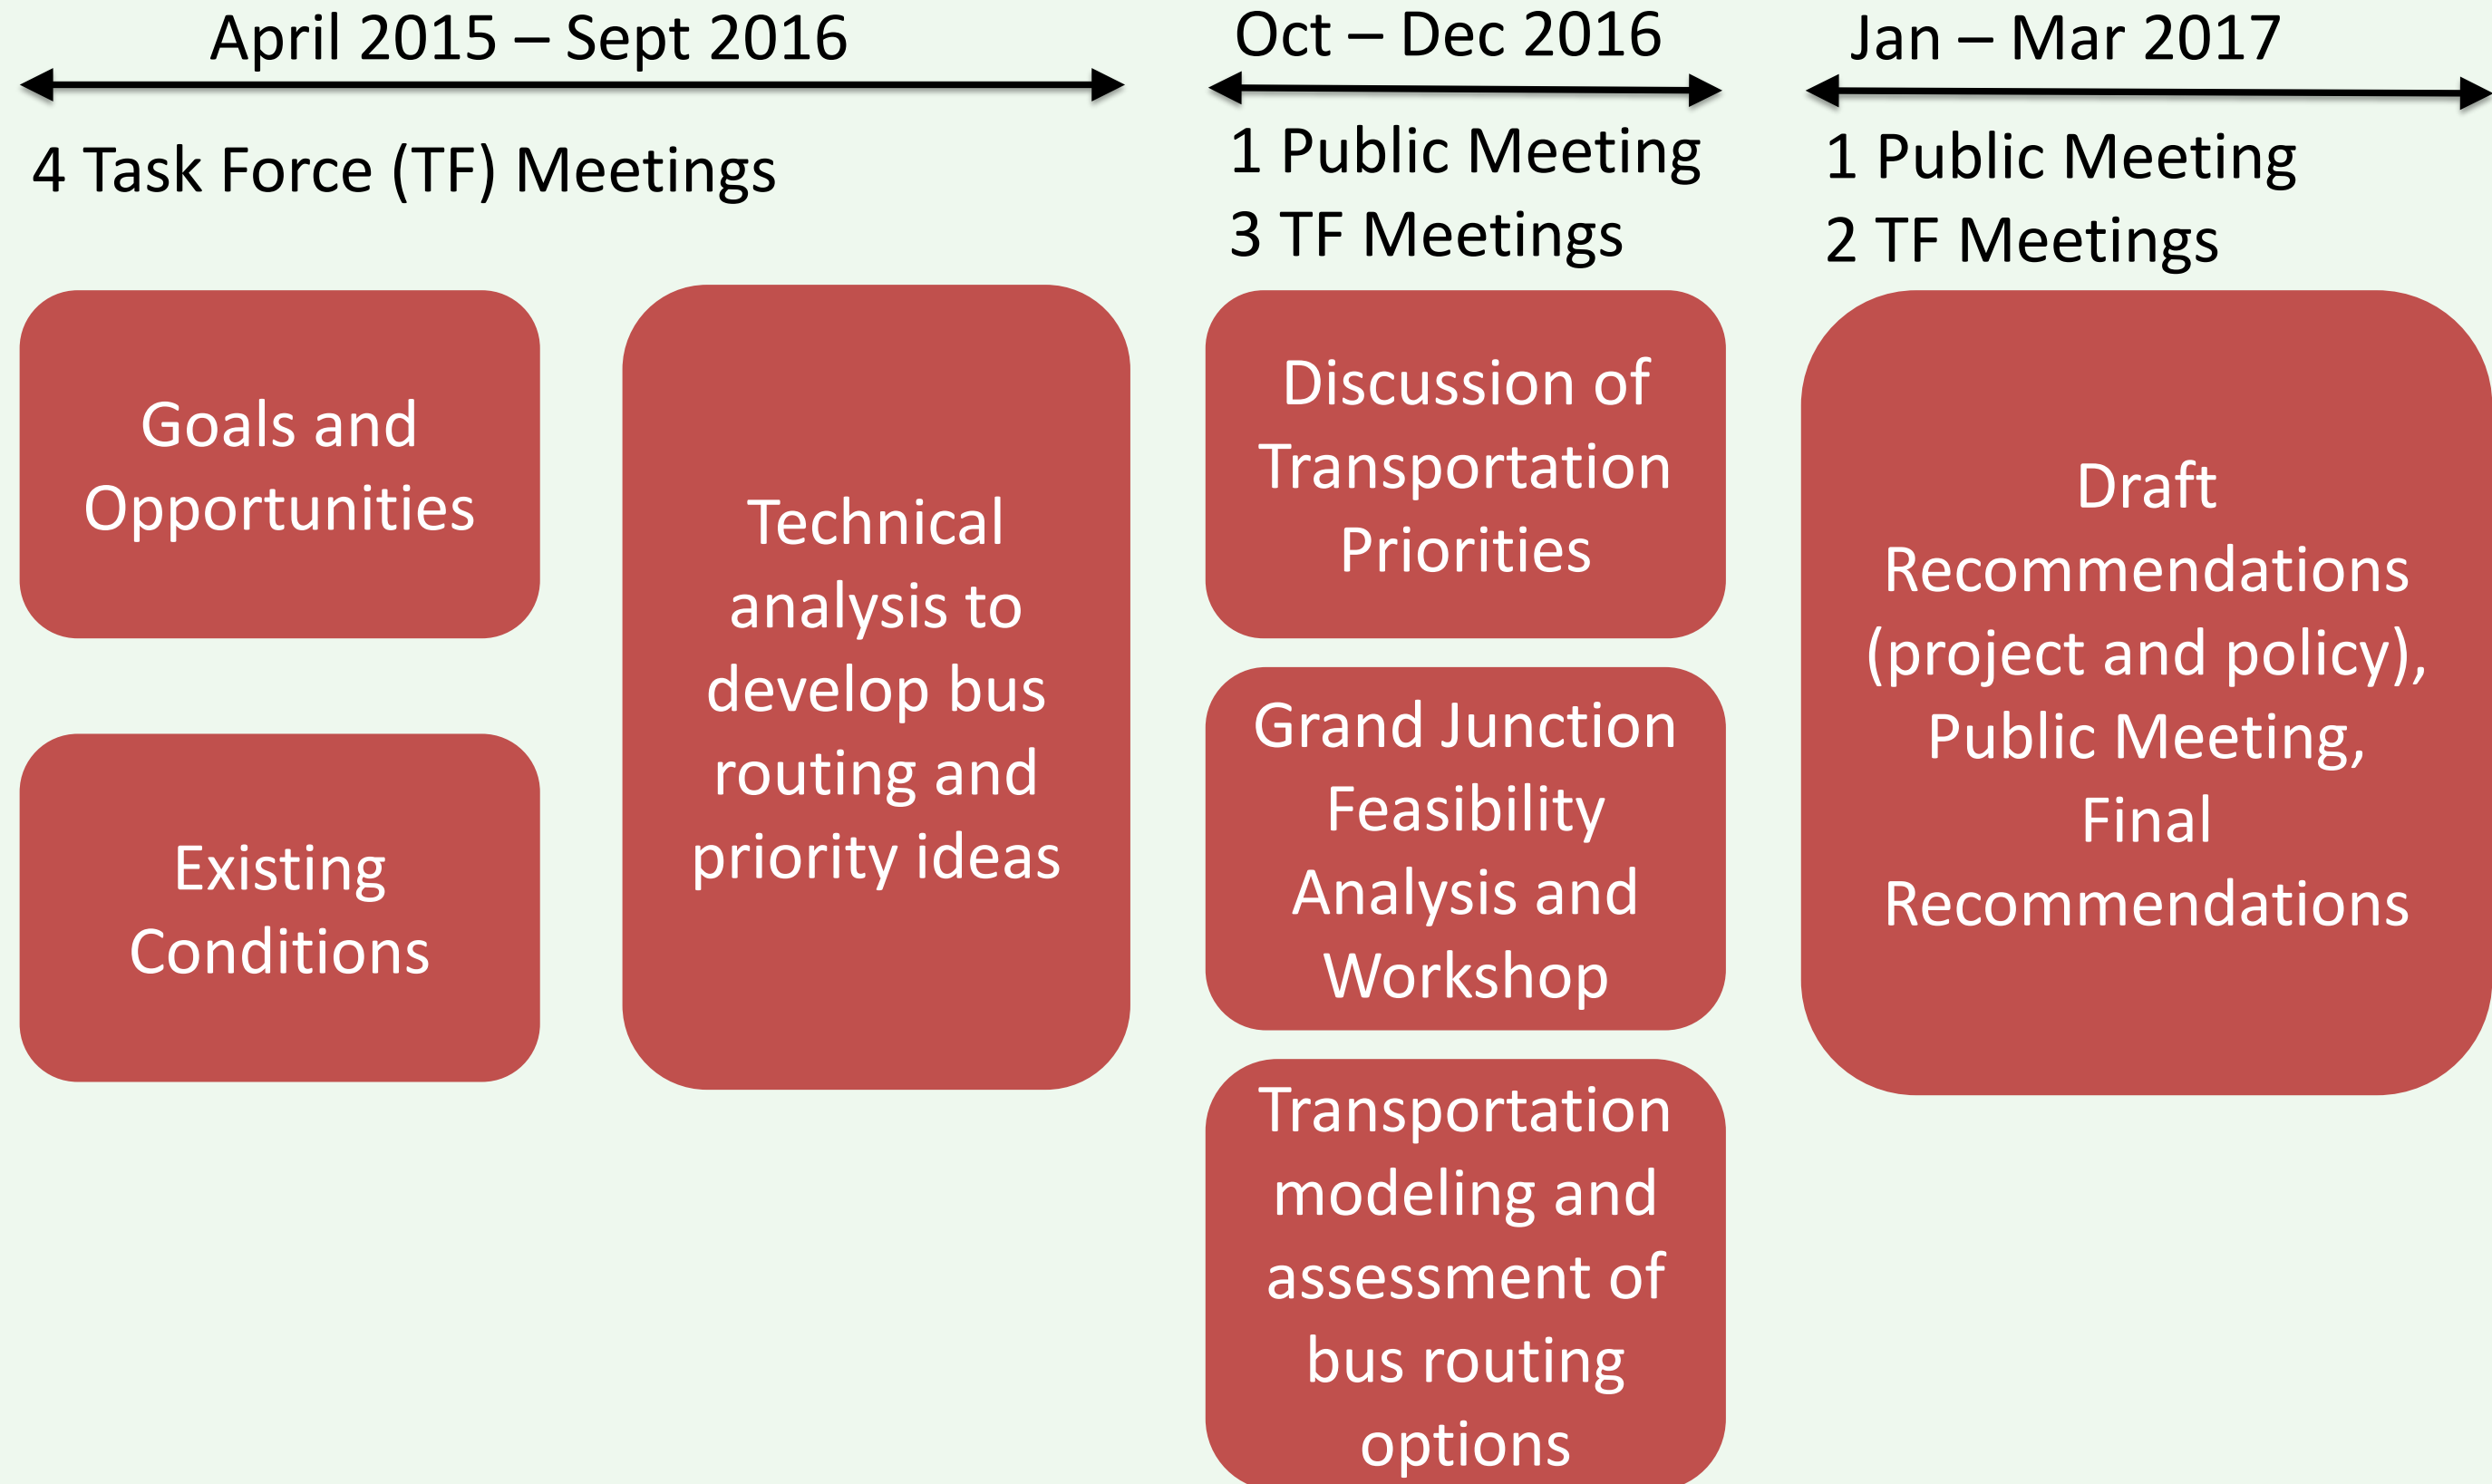 April 2015 – Sept 2016
4 Task Force (TF) Meetings
Goals and
Opportunities
Existing
Conditions
Technical
analysis to
develop bus
routing and
priority ideas
Oct – Dec 2016
1 Public Meeting
3 TF Meetings
Discussion of
Transportation
Priorities
Grand Junction
Feasibility
Analysis and
Workshop
Transportation
modeling and
assessment of
bus routing
options
Jan – Mar 2017
1 Public Meeting
2 TF Meetings
Draft
Recommendations
(project and policy),
Public Meeting,
Final
Recommendations